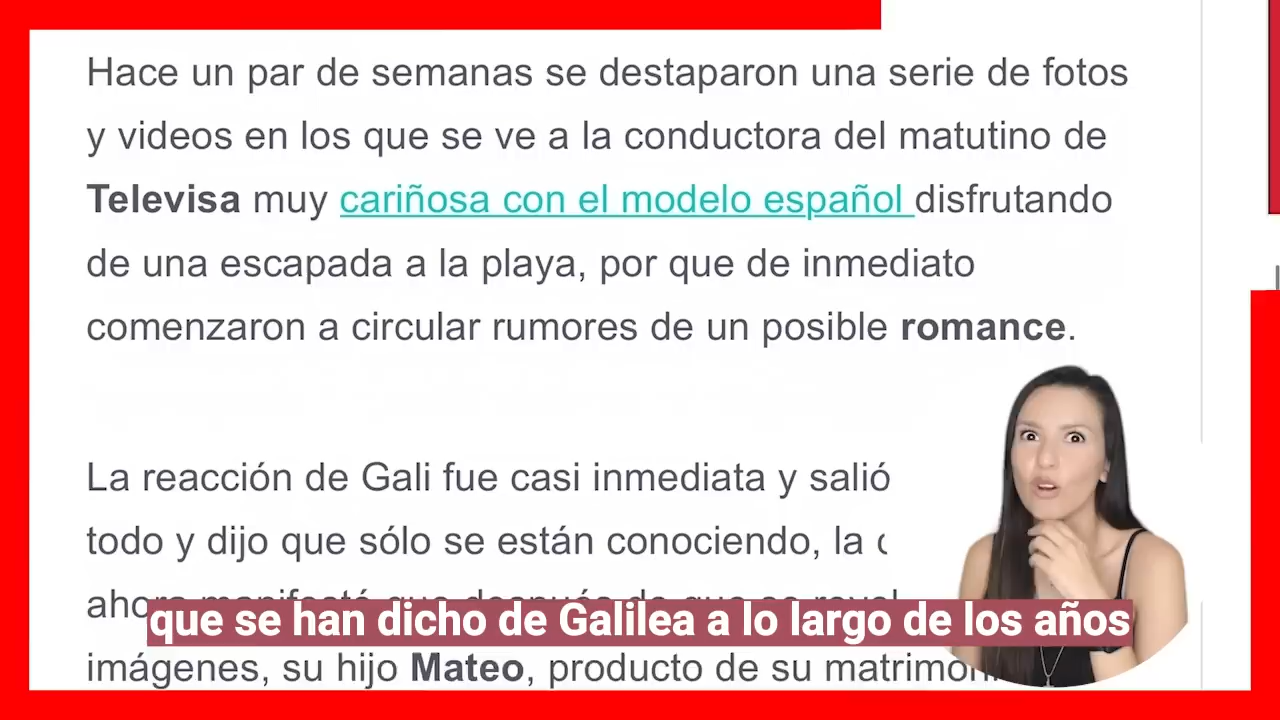 Hace un par de semanas se destaparon una serie de fotos
y videos en los que se ve a la conductora del matutino de
Televisa muy cariñosa con el modelo español disfrutando
de una escapada a la playa, por que de inmediato
comenzaron a circular rumores de un posible romance.
La reacción de Gali fue casi inmediata y salió
todo y dijo que sólo se están conociendo, la
que se han dicho de Galilea a lo largo de los años
imágenes, su hijo Mateo, producto de su